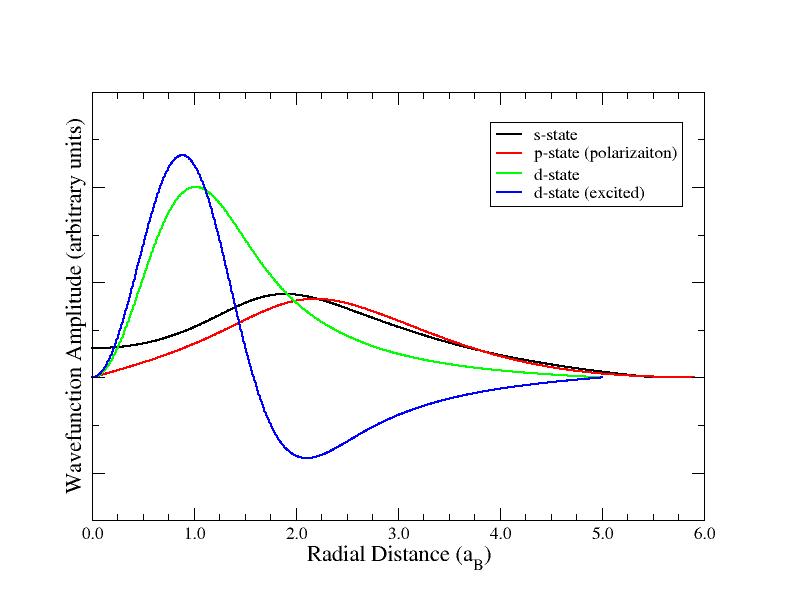 Wavefunction Amplitude (arbitrary units)
s-state
p-state (polarizaiton)
d-state
d-state (excited)
0.0 1.0 2.0 3.0 4.0 5.0 6.0
Radial Distance (aB)